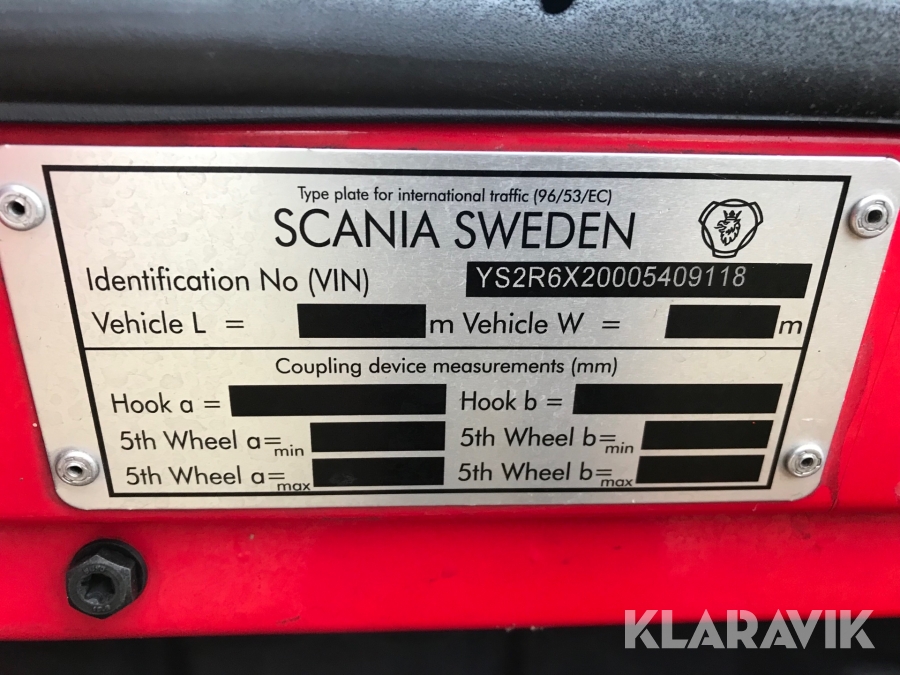 Type plate for international traffic (96/53/EC)
SCANIA SWEDEN
Identification No (VIN) YS2R6X20005409118
Vehicle L = m Vehicle W = m
Coupling device measurements (mm)
Hook a = Hook b =
5th Wheel a=min 5th Wheel b=min
5th Wheel a=max 5th Wheel b=max
KLARAVIK